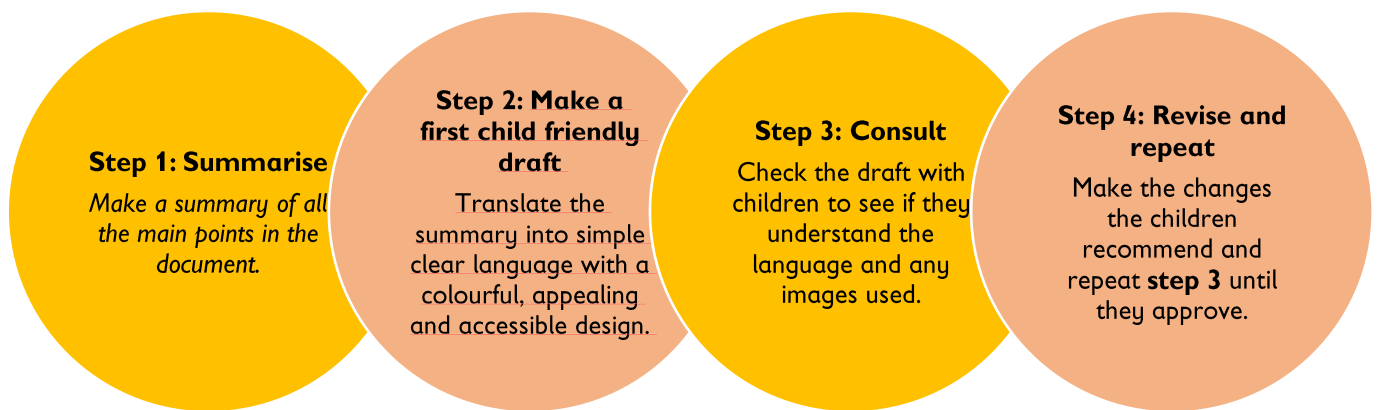 Step 1: Summarise
Make a summary of all
the main points in the
document.
Step 2: Make a
first child friendly
draft
Translate the
summary into simple
clear language with a
colourful, appealing
and accessible design.
Step 3: Consult
Check the draft with
children to see if they
understand the
language and any
images used.
Step 4: Revise and
repeat
Make the changes
the children
recommend and
repeat step 3 until
they approve.